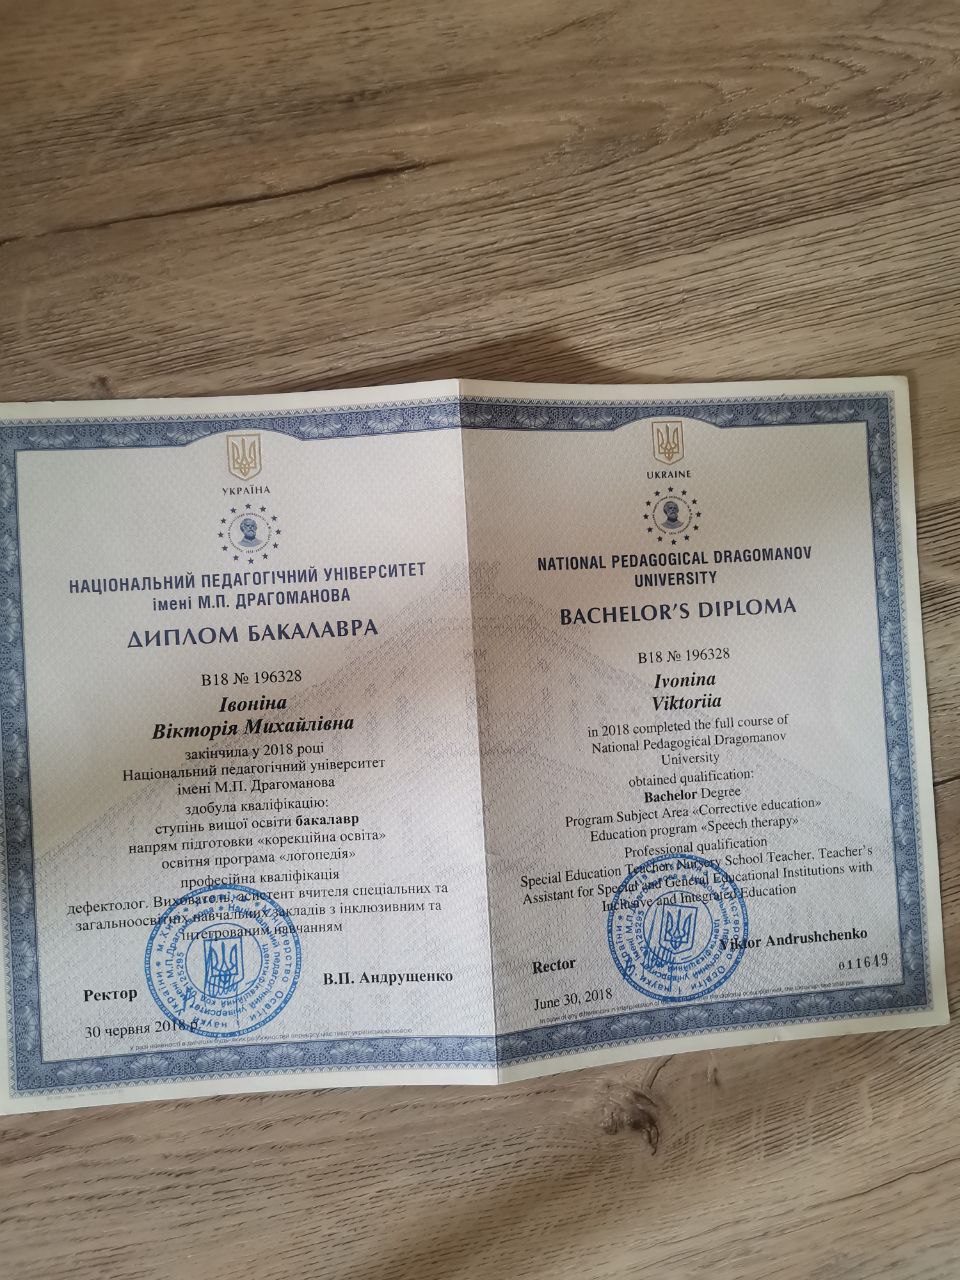 УКРАЇНА
НАЦІОНАЛЬНИЙ ПЕДАГОГІЧНИЙ УНІВЕРСИТЕТ
імені М.П. ДРАГОМАНОВА
ДИПЛОМ БАКАЛАВРА
В18 № 196328
Івоніна
Вікторія Михайлівна
закінчила у 2018 році
Національний педагогічний університет
імені М.П. Драгоманова
здобула кваліфікацію:
ступінь вищої освіти бакалавр
напрям підготовки «корекційна освіта»
освітня програма «логопедія»
професійна кваліфікація
дефектолог. Вихователь, асистент вчителя спеціальних та
загальноосвітніх навчальних закладів з інклюзивним та
інтегрованим навчанням
Ректор
В.П. Андрущенко
30 червня 2018 р.
UKRAINE
NATIONAL PEDAGOGICAL DRAGOMANOV
UNIVERSITY
BACHELOR'S DIPLOMA
B18 № 196328
Ivonina
Viktoriia
in 2018 completed the full course of
National Pedagogical Dragomanov
University
obtained qualification:
Bachelor Degree
Program Subject Area «Corrective education»
Education program «Speech therapy»
Professional qualification
Special Education Teacher, Nursery School Teacher, Teacher's
Assistant for Special and General Educational Institutions with
Inclusive and Integrated Education
Rector
Viktor Andrushchenko
011649
June 30, 2018